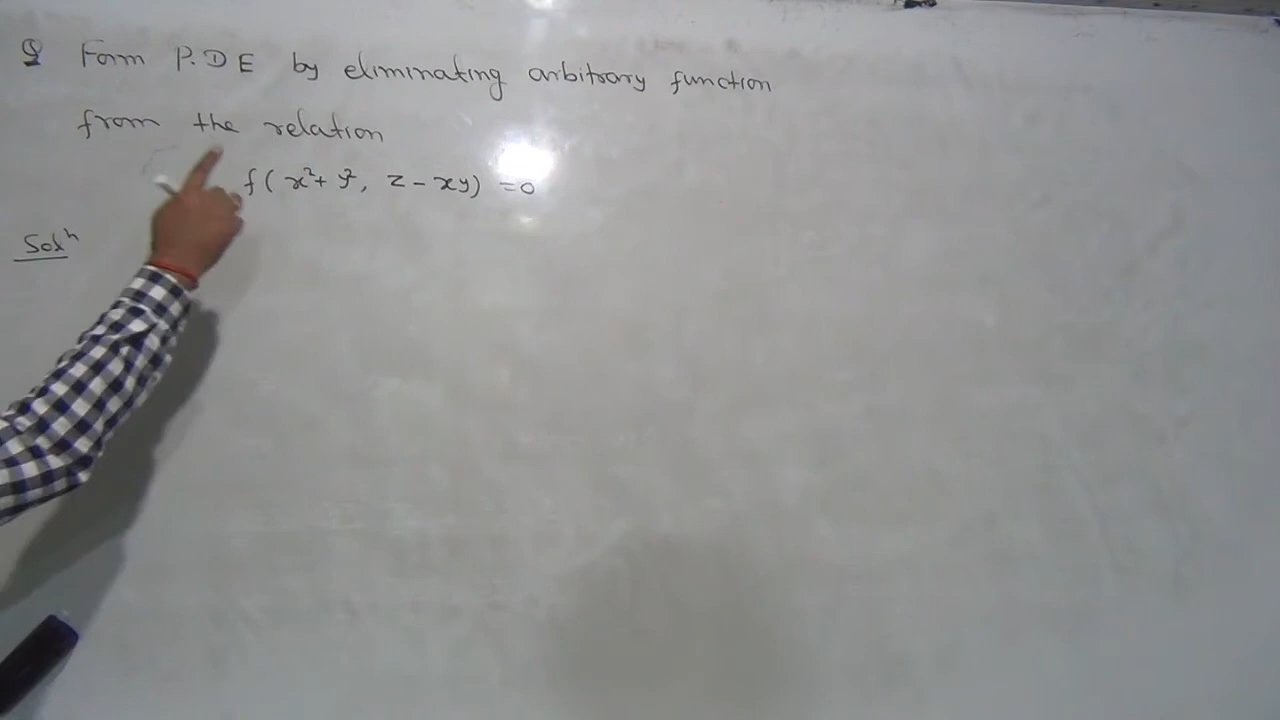 Q Form P.D E by eliminating arbitrary function
from the relation
f( x² + y², z - xy) = 0
Solⁿ